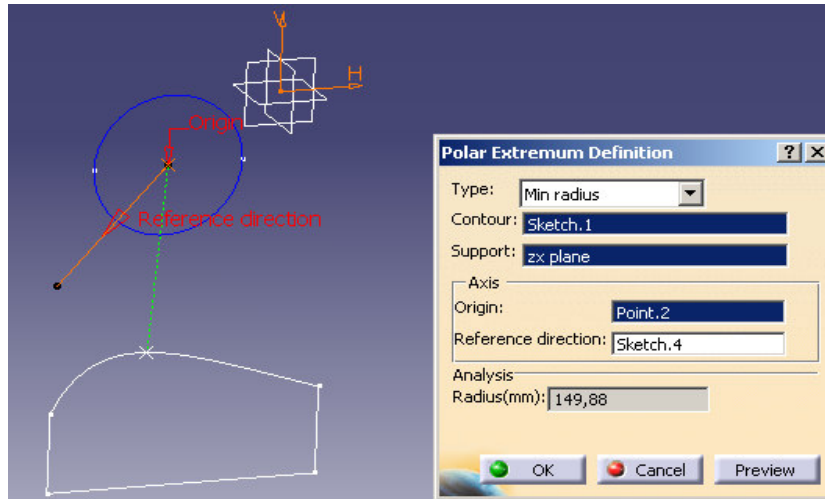 V
H
Origin
Reference direction
Polar Extremum Definition
Type: Min radius
Contour: Sketch.1
Support: zx plane
Axis
Origin: Point.2
Reference direction: Sketch.4
Analysis
Radius(mm): 149,88
OK Cancel Preview